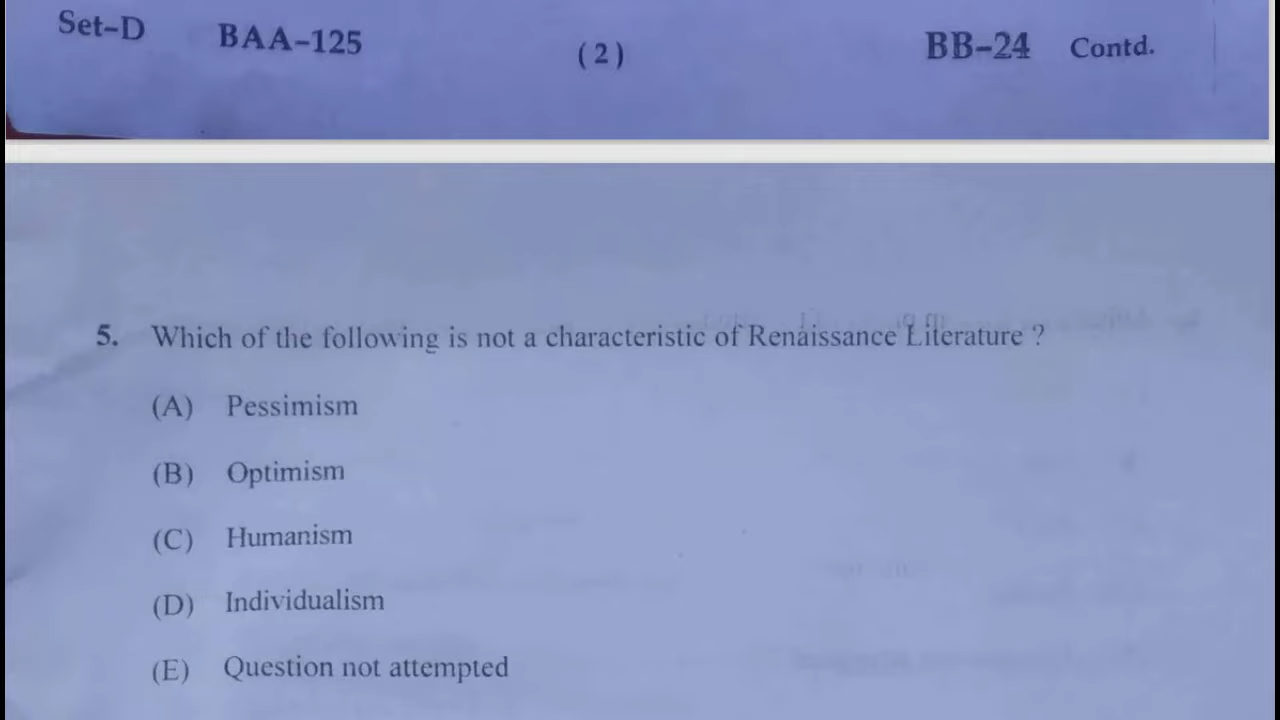 Set-D BAA-125 (2) BB-24 Contd.
5. Which of the following is not a characteristic of Renaissance Literature ?
(A) Pessimism
(B) Optimism
(C) Humanism
(D) Individualism
(E) Question not attempted